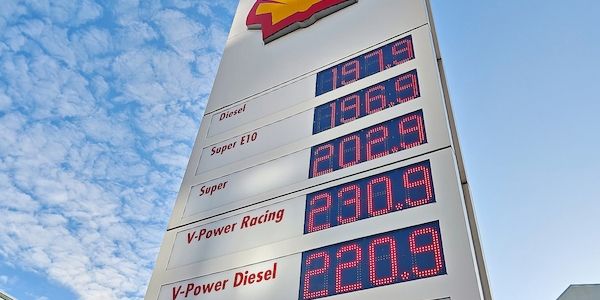 Diesel 197.9
Super E10 196.9
Super 202.9
V-Power Racing 230.9
V-Power Diesel 220.9